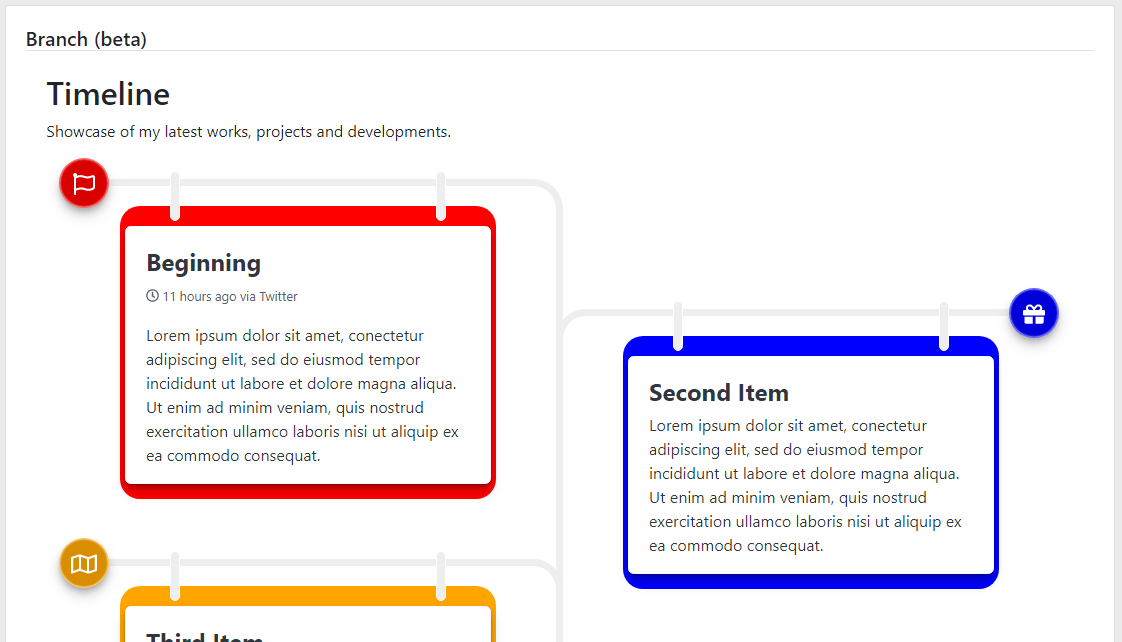 Branch (beta)
Timeline
Showcase of my latest works, projects and developments.
Beginning
11 hours ago via Twitter
Lorem ipsum dolor sit amet, conectetur
adipiscing elit, sed do eiusmod tempor
incididunt ut labore et dolore magna aliqua.
Ut enim ad minim veniam, quis nostrud
exercitation ullamco laboris nisi ut aliquip ex
ea commodo consequat.
Second Item
Lorem ipsum dolor sit amet, conectetur
adipiscing elit, sed do eiusmod tempor
incididunt ut labore et dolore magna aliqua.
Ut enim ad minim veniam, quis nostrud
exercitation ullamco laboris nisi ut aliquip ex
ea commodo consequat.
Third Item